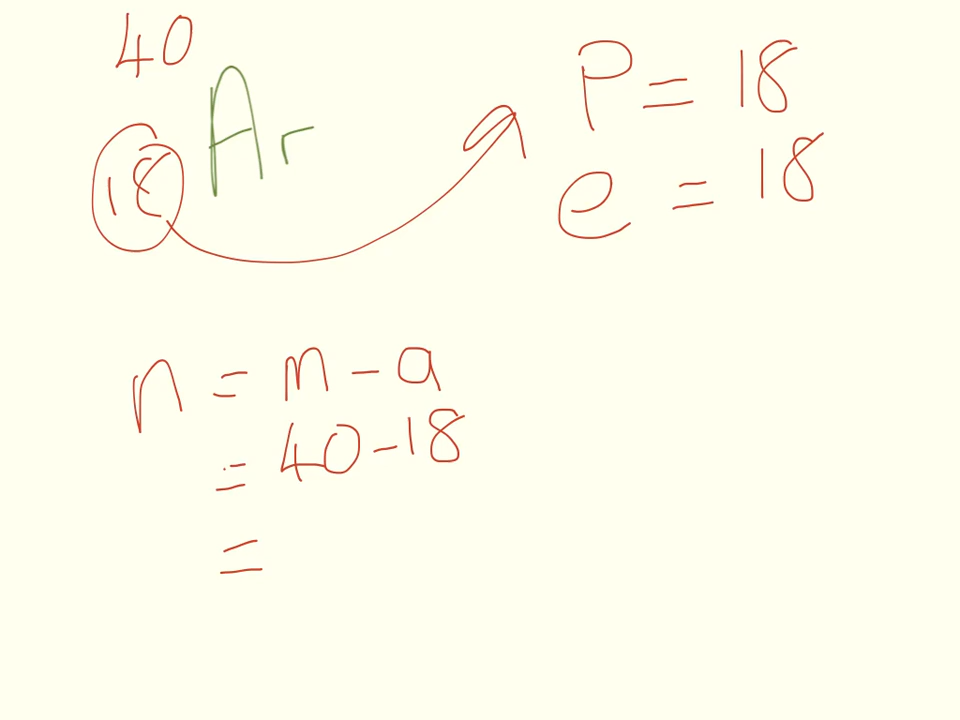 40
18 Ar
P = 18
e = 18
n = m - a
= 40 - 18
=